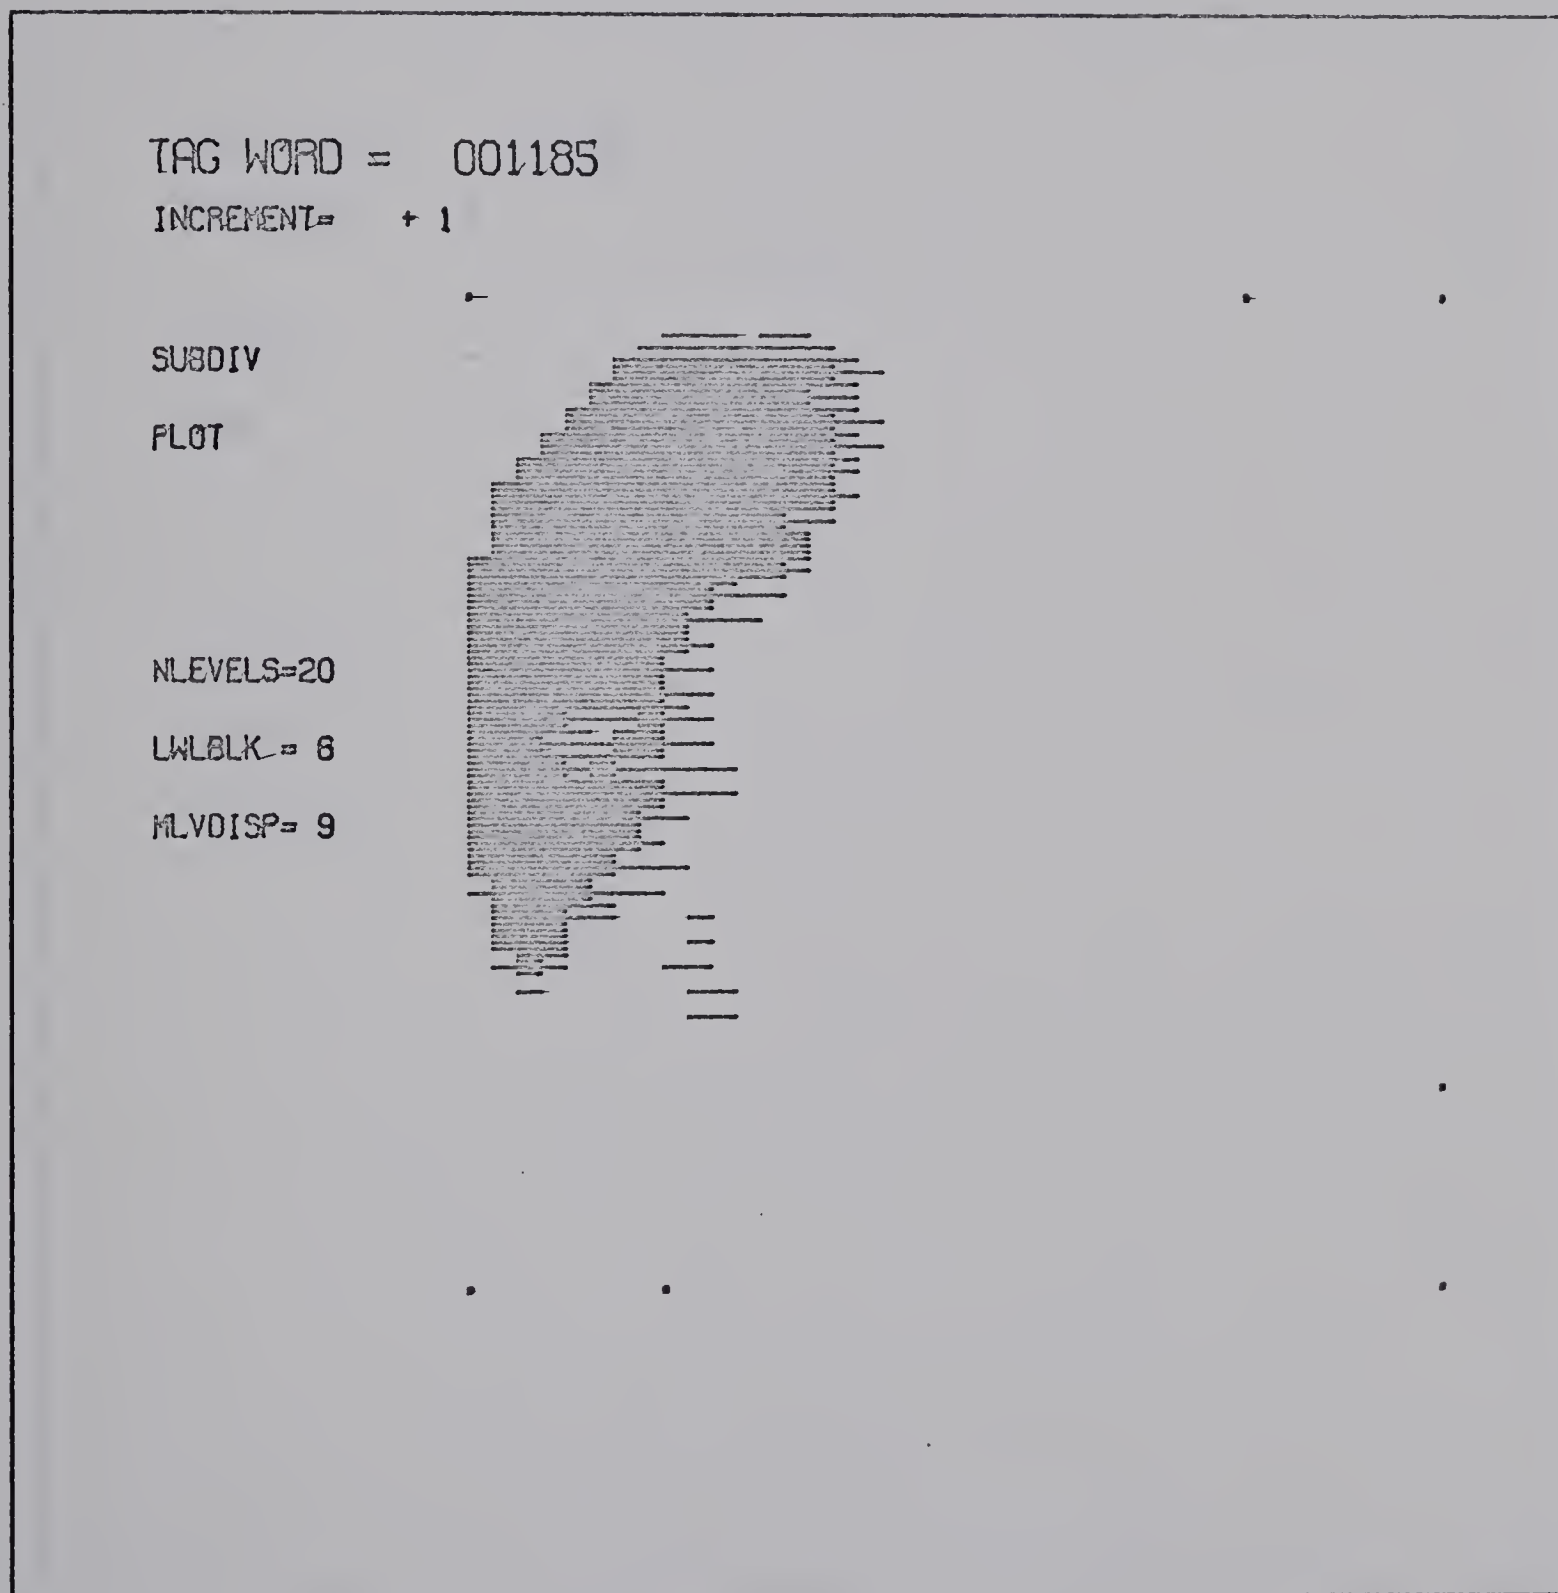 TAG WORD = 001185
INCREMENT= + 1
SUBDIV
PLOT
NLEVELS=20
LWLBLK = 6
MLVDISP= 9